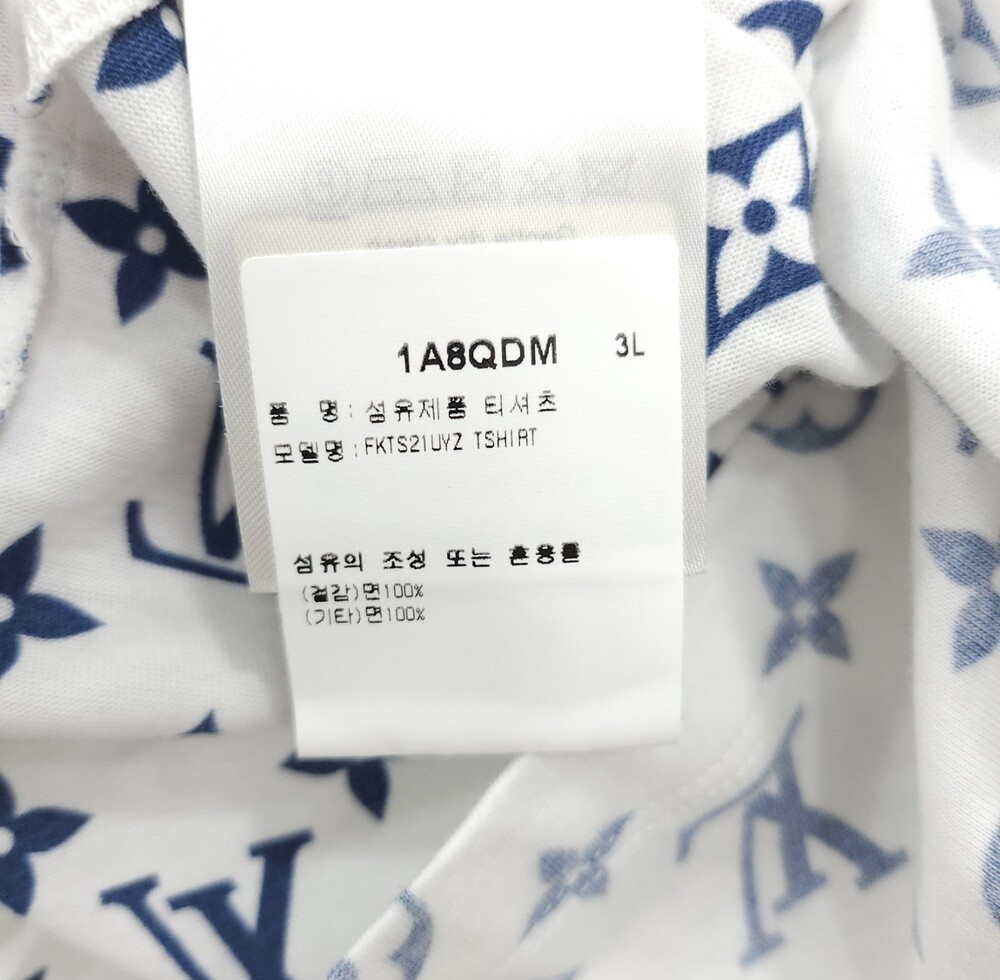 1A8QDM 3L
품 명 : 섬유제품 티셔츠
모델명 : FKTS21UYZ TSHIRT
섬유의 조성 또는 혼용률
(겉감)면100%
(기타)면100%